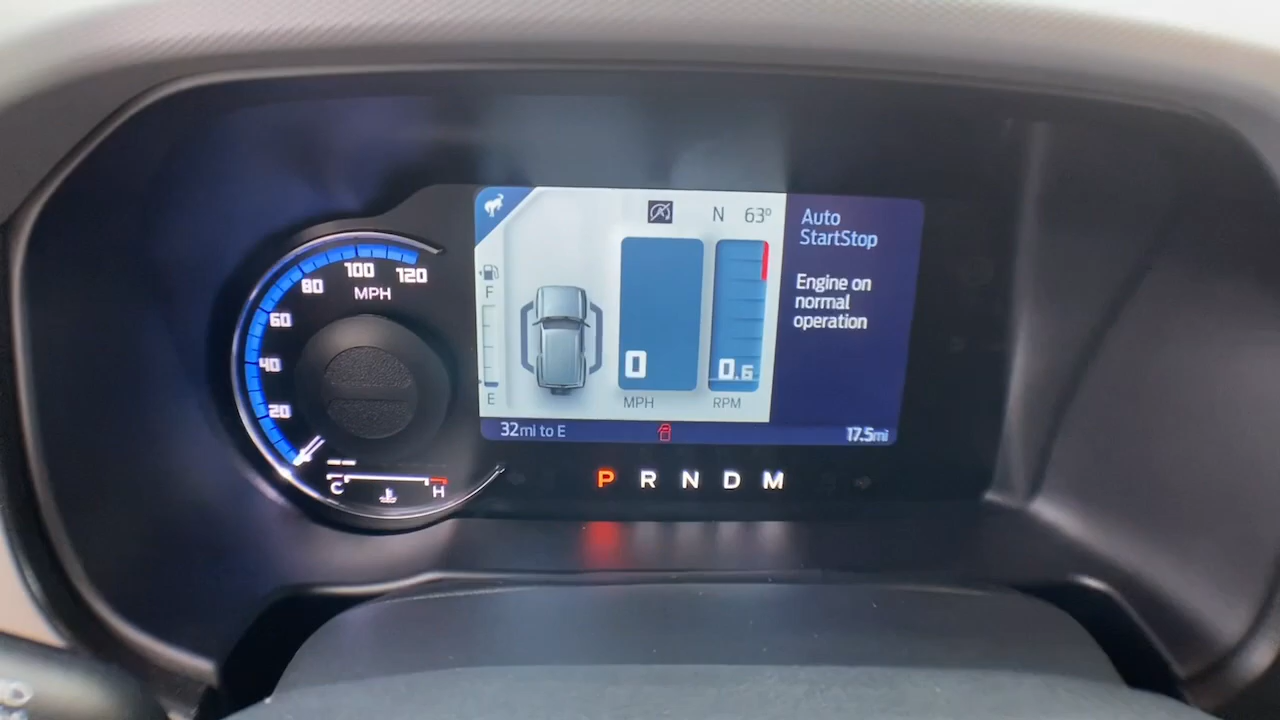 120
100
80
MPH
60
40
20
C
H
N 63°
F
E
0
0.6
MPH
RPM
Auto
StartStop
Engine on
normal
operation
32mi to E
17.5mi
P R N D M